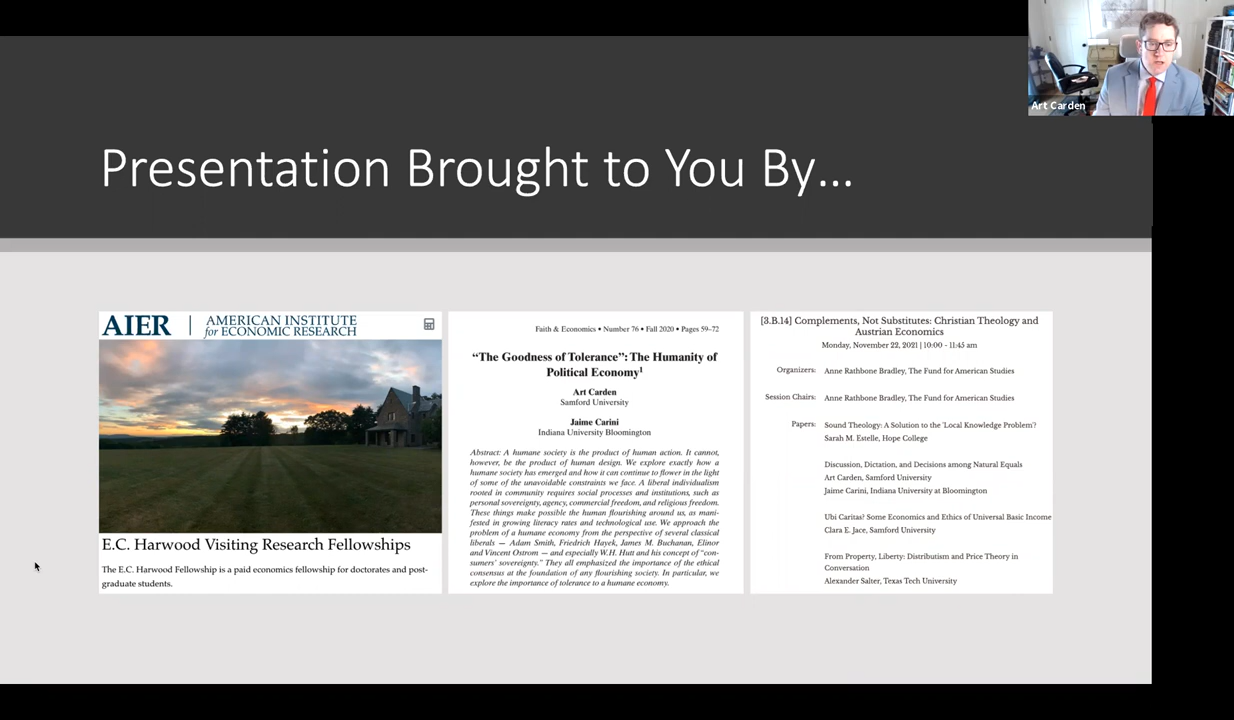 Art Carden
Presentation Brought to You By...
AIER
AMERICAN INSTITUTE
for ECONOMIC RESEARCH
E.C. Harwood Visiting Research Fellowships
The E.C. Harwood Fellowship is a paid economics fellowship for doctorates and post-
graduate students.
Faith & Economics • Number 76 • Fall 2020 • Pages 59–72
“The Goodness of Tolerance”: The Humanity of
Political Economy¹
Art Carden
Samford University
Jaime Carini
Indiana University Bloomington
Abstract: A humane society is the product of human action. It cannot,
however, be the product of human design. We explore exactly how a
humane society has emerged and how it can continue to flower in the light
of some of the unavoidable constraints we face. A liberal individualism
rooted in community requires social processes and institutions, such as
personal sovereignty, agency, commercial freedom, and religious freedom.
These things make possible the human flourishing around us, as mani-
fested in growing literacy rates and technological use. We approach the
problem of a humane economy from the perspective of several classical
liberals — Adam Smith, Friedrich Hayek, James M. Buchanan, Elinor
and Vincent Ostrom — and especially W.H. Hutt and his concept of “con-
sumers’ sovereignty.” They all emphasized the importance of the ethical
consensus at the foundation of any flourishing society. In particular, we
explore the importance of tolerance to a humane economy.
[3.B.14] Complements, Not Substitutes: Christian Theology and
Austrian Economics
Monday, November 22, 2021 | 10:00 - 11:45 am
Organizers: Anne Rathbone Bradley, The Fund for American Studies
Session Chairs: Anne Rathbone Bradley, The Fund for American Studies
Papers: Sound Theology: A Solution to the 'Local Knowledge Problem'?
Sarah M. Estelle, Hope College
Discussion, Dictation, and Decisions among Natural Equals
Art Carden, Samford University
Jaime Carini, Indiana University at Bloomington
Ubi Caritas? Some Economics and Ethics of Universal Basic Income
Clara E. Jace, Samford University
From Property, Liberty: Distributism and Price Theory in
Conversation
Alexander Salter, Texas Tech University